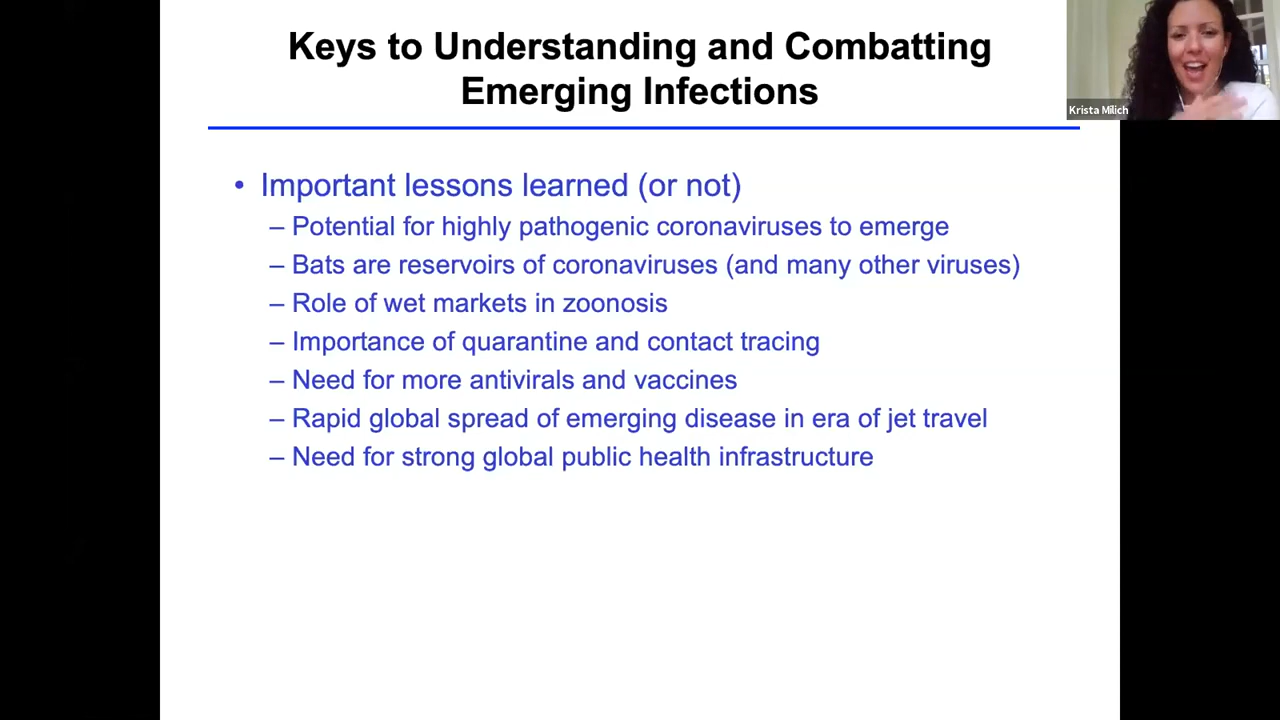 Keys to Understanding and Combatting
Emerging Infections
Krista Milich
• Important lessons learned (or not)
– Potential for highly pathogenic coronaviruses to emerge
– Bats are reservoirs of coronaviruses (and many other viruses)
– Role of wet markets in zoonosis
– Importance of quarantine and contact tracing
– Need for more antivirals and vaccines
– Rapid global spread of emerging disease in era of jet travel
– Need for strong global public health infrastructure